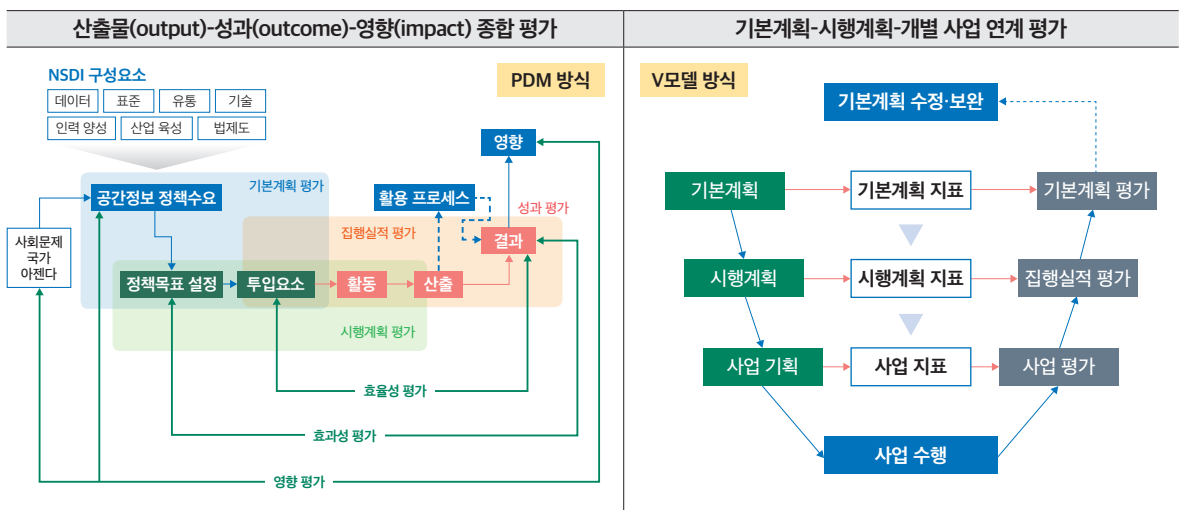 산출물(output)-성과(outcome)-영향(impact) 종합 평가
NSDI 구성요소
PDM 방식
데이터
표준
유통
기술
인력 양성
산업 육성
법제도
영향
기본계획 평가
공간정보 정책수요
활용 프로세스
성과 평가
집행실적 평가
사회문제
국가
아젠다
결과
정책목표 설정
투입요소
활동
산출
시행계획 평가
효율성 평가
효과성 평가
영향 평가
기본계획-시행계획-개별 사업 연계 평가
V모델 방식
기본계획 수정·보완
기본계획
기본계획 지표
기본계획 평가
시행계획
시행계획 지표
집행실적 평가
사업 기획
사업 지표
사업 평가
사업 수행